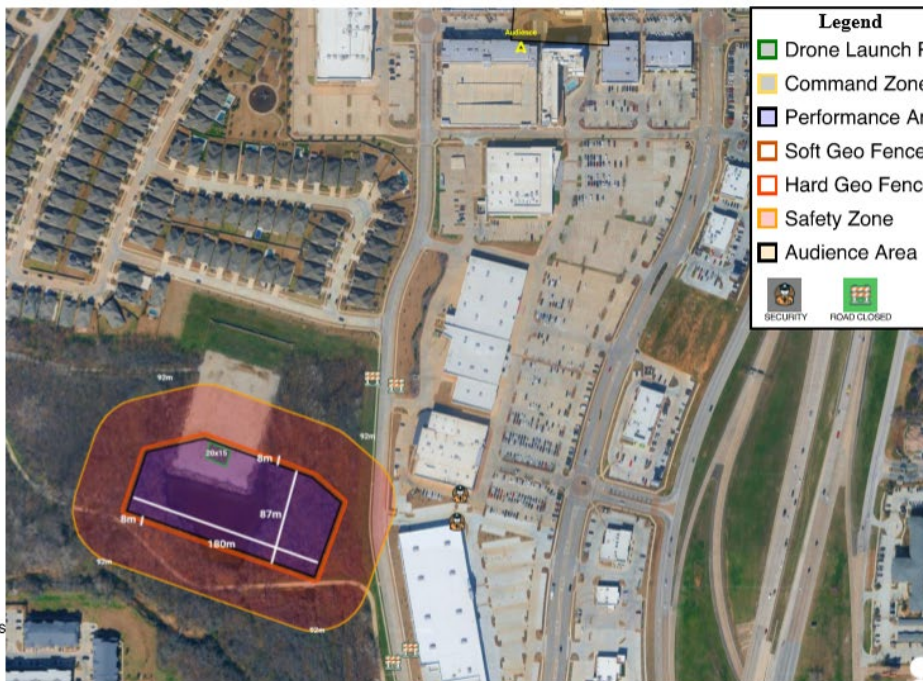 Audience
Legend
Drone Launch P
Command Zone
Performance Ar
Soft Geo Fence
Hard Geo Fenc
Safety Zone
Audience Area
SECURITY
ROAD CLOSED
92m
92m
20x15
8m
87m
8m
180m
92m
92m
s